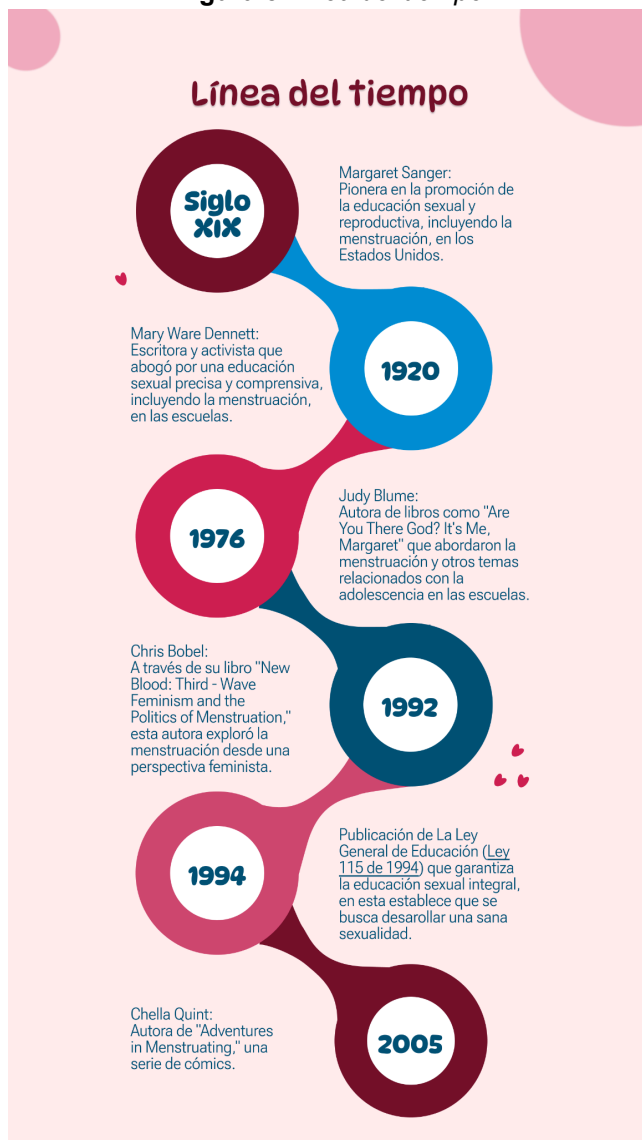 Línea del tiempo
Siglo
XIX
Margaret Sanger:
Pionera en la promoción de
la educación sexual y
reproductiva, incluyendo la
menstruación, en los
Estados Unidos.
1920
Mary Ware Dennett:
Escritora y activista que
abogó por una educación
sexual precisa y comprensiva,
incluyendo la menstruación,
en las escuelas.
1976
Judy Blume:
Autora de libros como "Are
You There God? It's Me,
Margaret" que abordaron la
menstruación y otros temas
relacionados con la
adolescencia en las escuelas.
1992
Chris Bobel:
A través de su libro "New
Blood: Third - Wave
Feminism and the
Politics of Menstruation,"
esta autora exploró la
menstruación desde una
perspectiva feminista.
1994
Publicación de La Ley
General de Educación (Ley
115 de 1994) que garantiza
la educación sexual integral,
en esta establece que se
busca desarollar una sana
sexualidad.
2005
Chella Quint:
Autora de "Adventures
in Menstruating," una
serie de cómics.